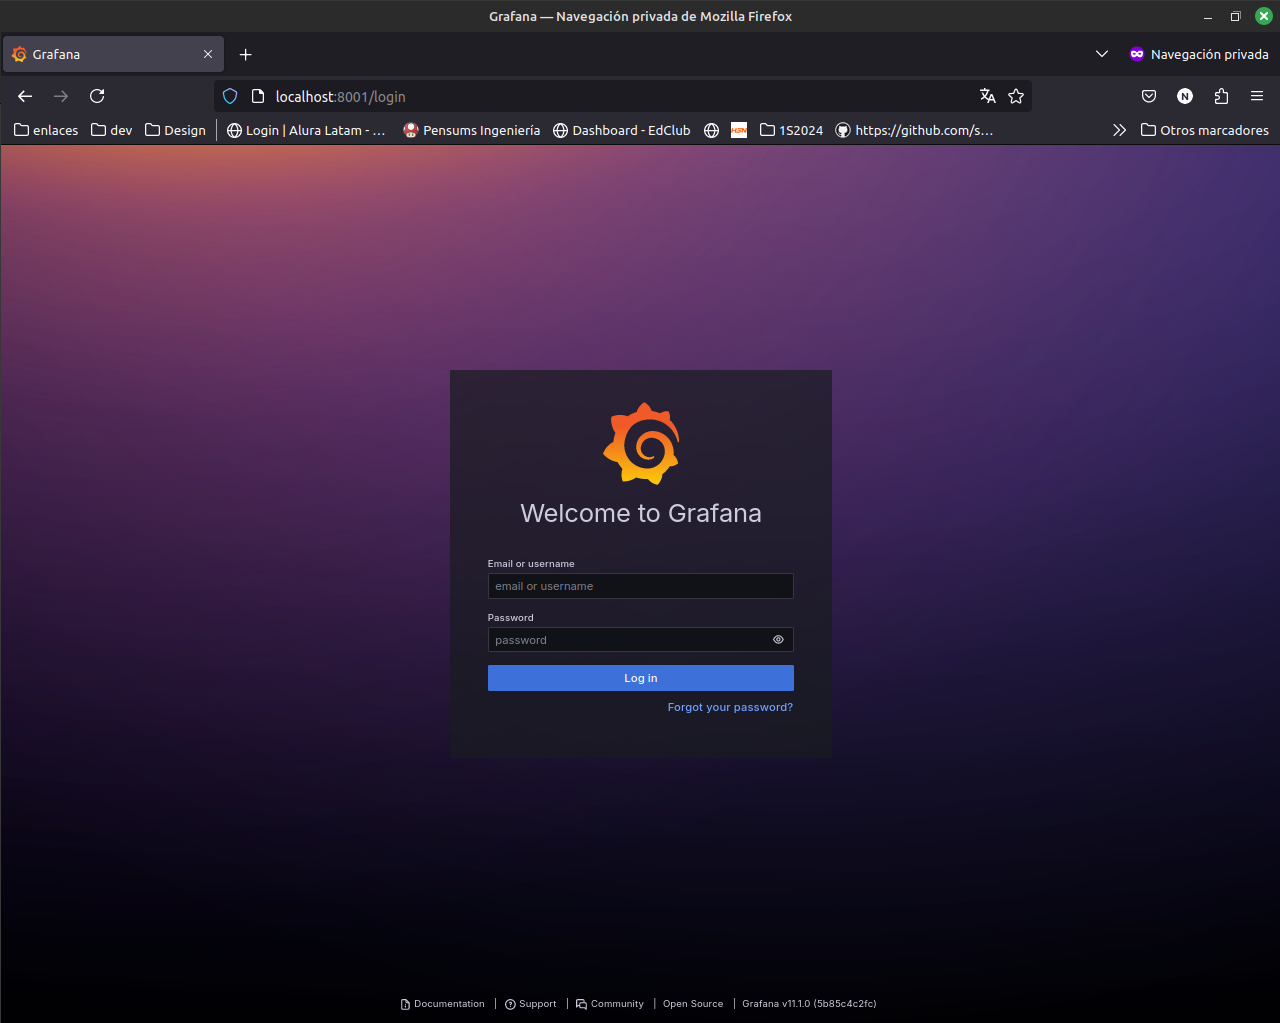 Grafana — Navegación privada de Mozilla Firefox
Grafana
Navegación privada
localhost:8001/login
N
enlaces
dev
Design
Login | Alura Latam - ...
Pensums Ingeniería
Dashboard - EdClub
1S2024
https://github.com/s...
Otros marcadores
Welcome to Grafana
Email or username
email or username
Password
password
Log in
Forgot your password?
Documentation | Support | Community | Open Source | Grafana v11.1.0 (5b85c4c2fc)